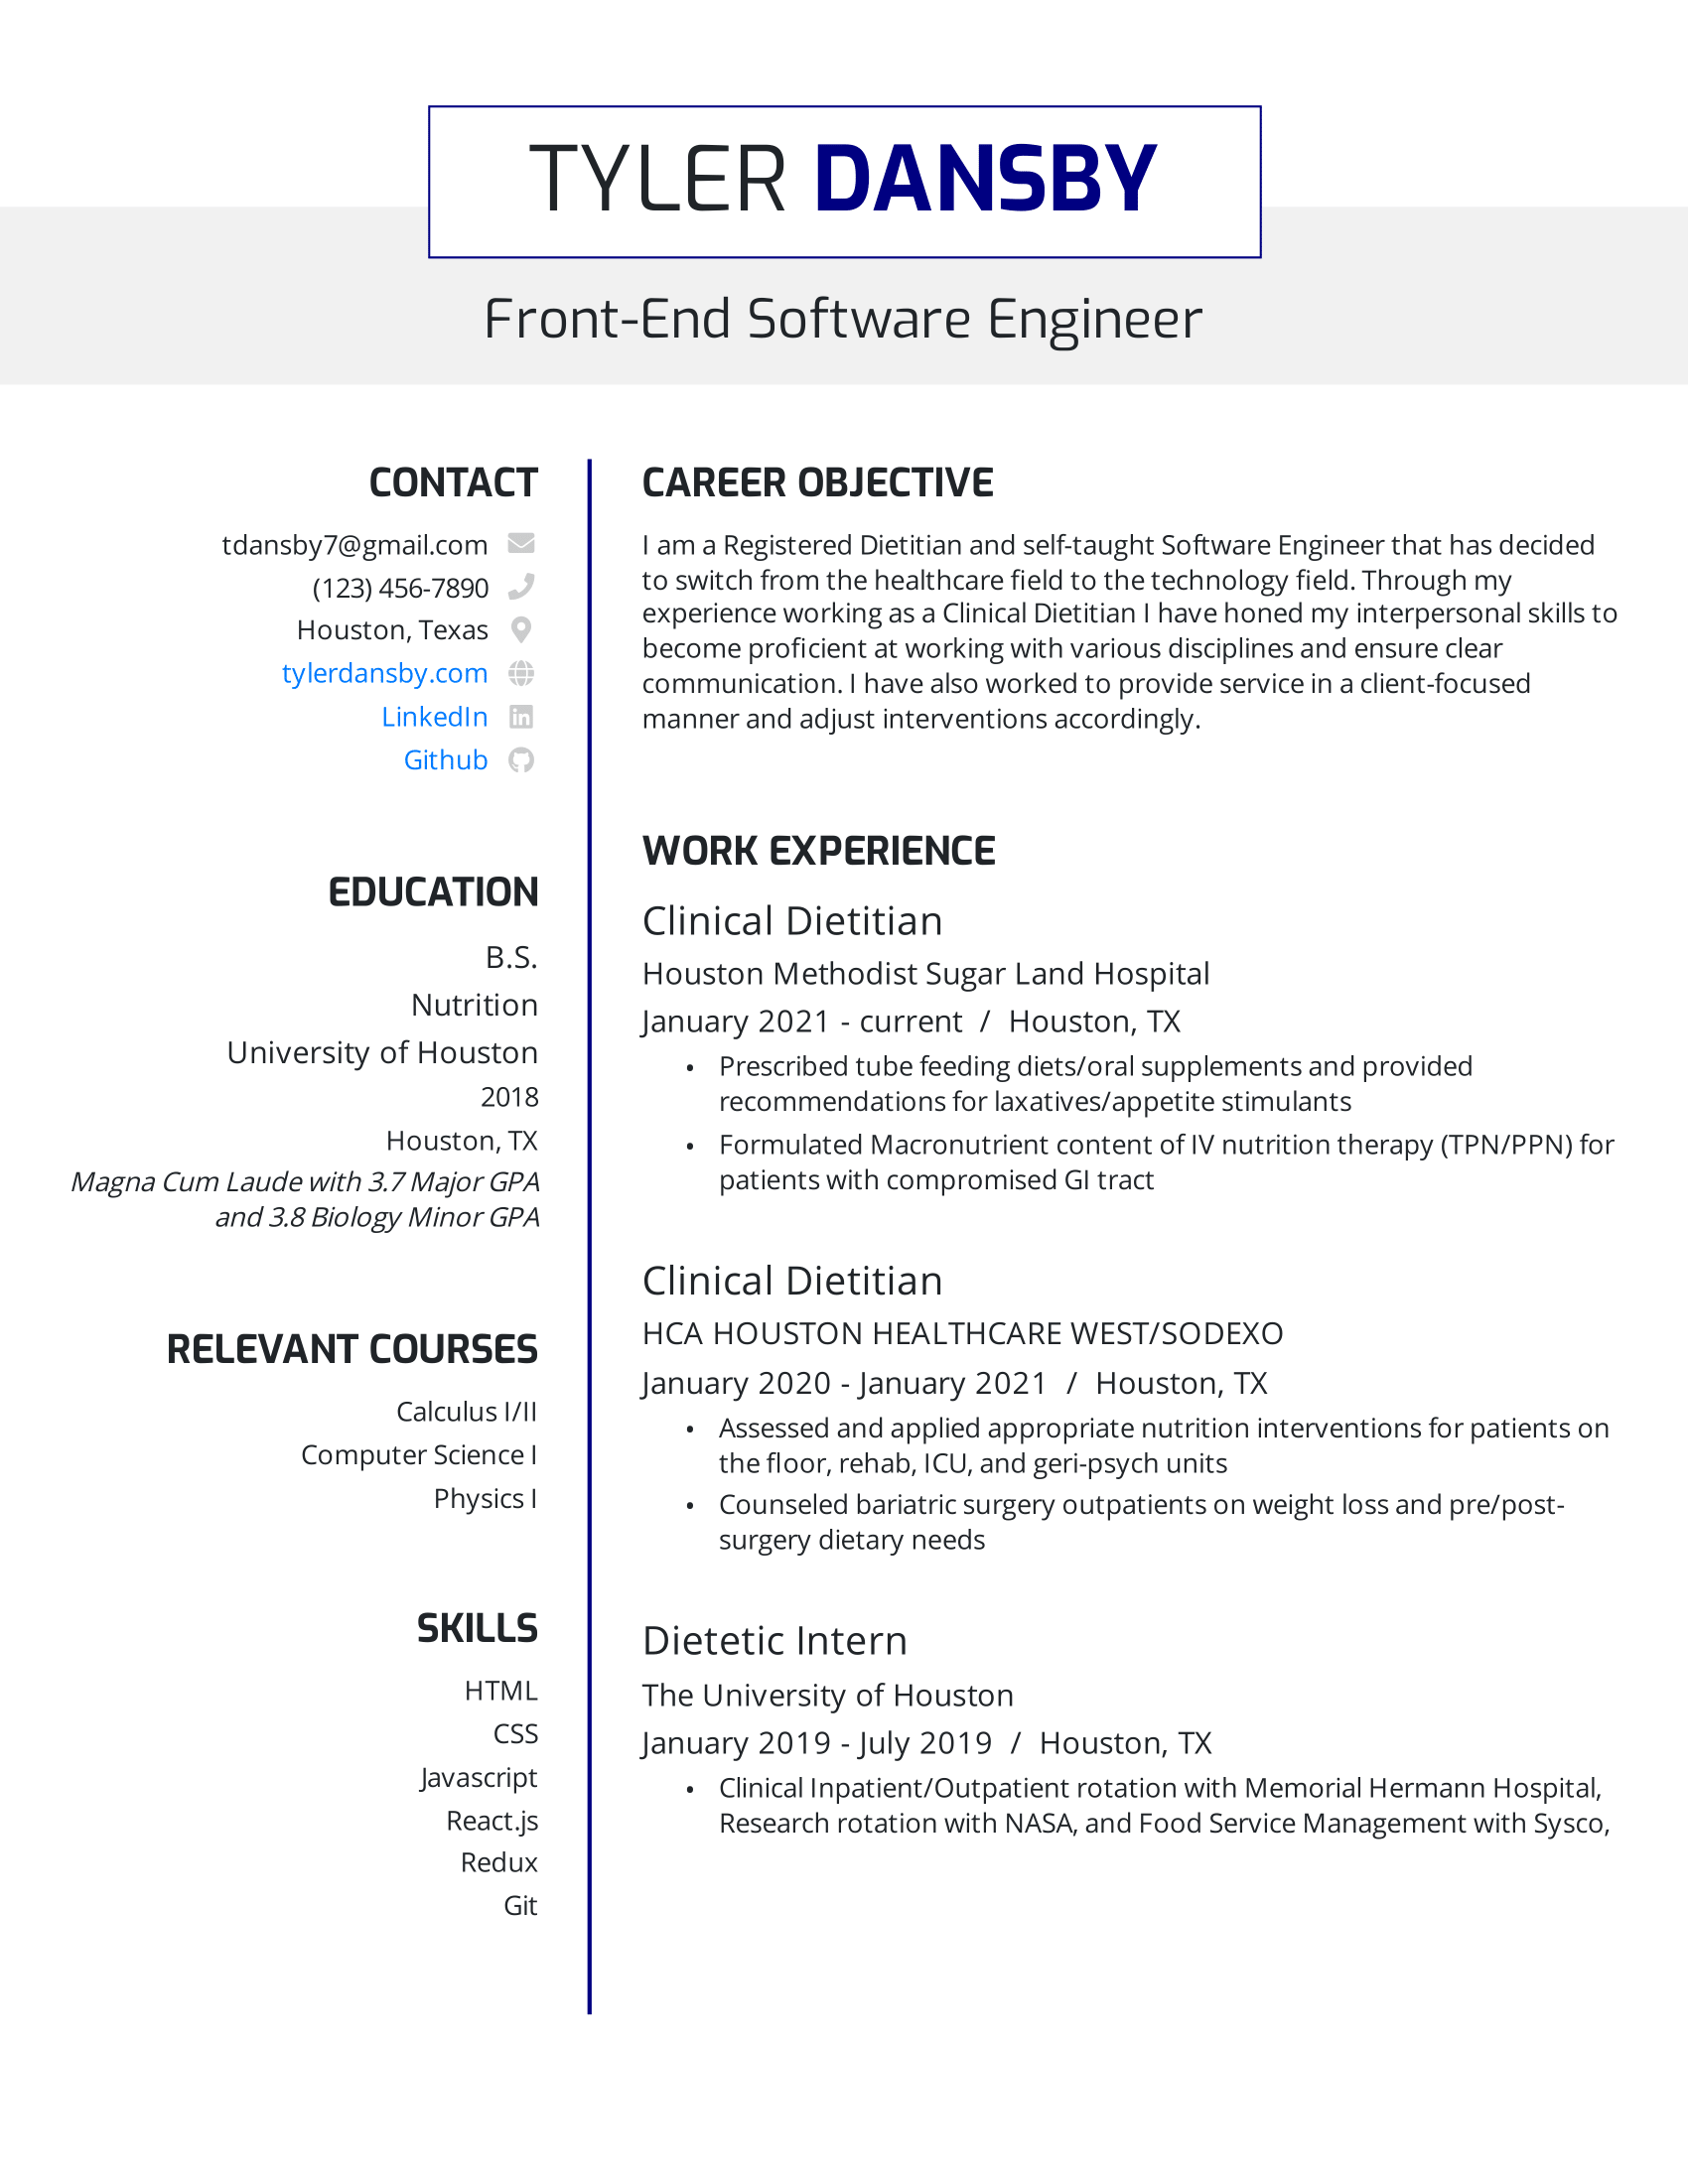 TYLER DANSBY
Front-End Software Engineer
CONTACT
tdansby7@gmail.com
(123) 456-7890
Houston, Texas
tylerdansby.com
LinkedIn
Github
EDUCATION
B.S.
Nutrition
University of Houston
2018
Houston, TX
Magna Cum Laude with 3.7 Major GPA
and 3.8 Biology Minor GPA
RELEVANT COURSES
Calculus I/II
Computer Science I
Physics I
SKILLS
HTML
CSS
Javascript
React.js
Redux
Git
CAREER OBJECTIVE
I am a Registered Dietitian and self-taught Software Engineer that has decided
to switch from the healthcare field to the technology field. Through my
experience working as a Clinical Dietitian I have honed my interpersonal skills to
become proficient at working with various disciplines and ensure clear
communication. I have also worked to provide service in a client-focused
manner and adjust interventions accordingly.
WORK EXPERIENCE
Clinical Dietitian
Houston Methodist Sugar Land Hospital
January 2021 - current / Houston, TX
• Prescribed tube feeding diets/oral supplements and provided
recommendations for laxatives/appetite stimulants
• Formulated Macronutrient content of IV nutrition therapy (TPN/PPN) for
patients with compromised GI tract
Clinical Dietitian
HCA HOUSTON HEALTHCARE WEST/SODEXO
January 2020 - January 2021 / Houston, TX
• Assessed and applied appropriate nutrition interventions for patients on
the floor, rehab, ICU, and geri-psych units
• Counseled bariatric surgery outpatients on weight loss and pre/post-
surgery dietary needs
Dietetic Intern
The University of Houston
January 2019 - July 2019 / Houston, TX
• Clinical Inpatient/Outpatient rotation with Memorial Hermann Hospital,
Research rotation with NASA, and Food Service Management with Sysco,